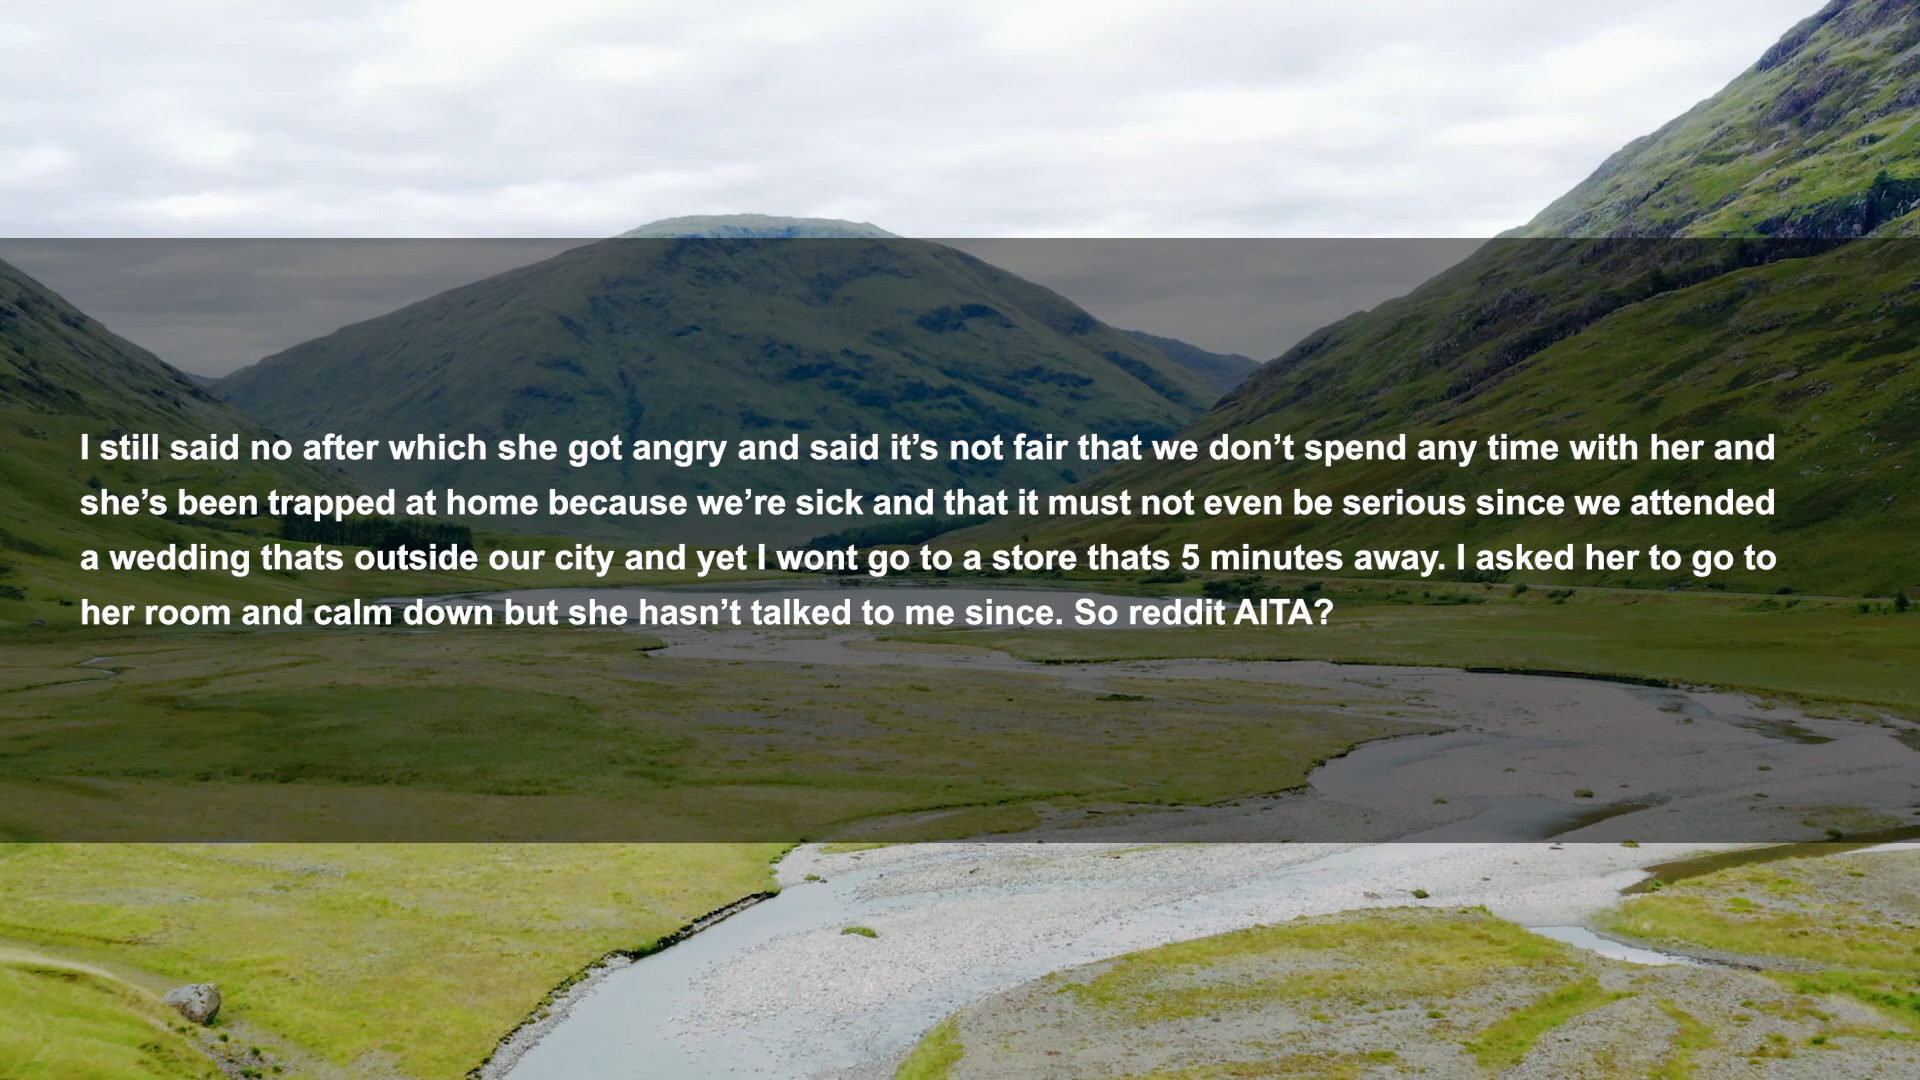 I still said no after which she got angry and said it’s not fair that we don’t spend any time with her and
she’s been trapped at home because we’re sick and that it must not even be serious since we attended
a wedding thats outside our city and yet I wont go to a store thats 5 minutes away. I asked her to go to
her room and calm down but she hasn’t talked to me since. So reddit AITA?